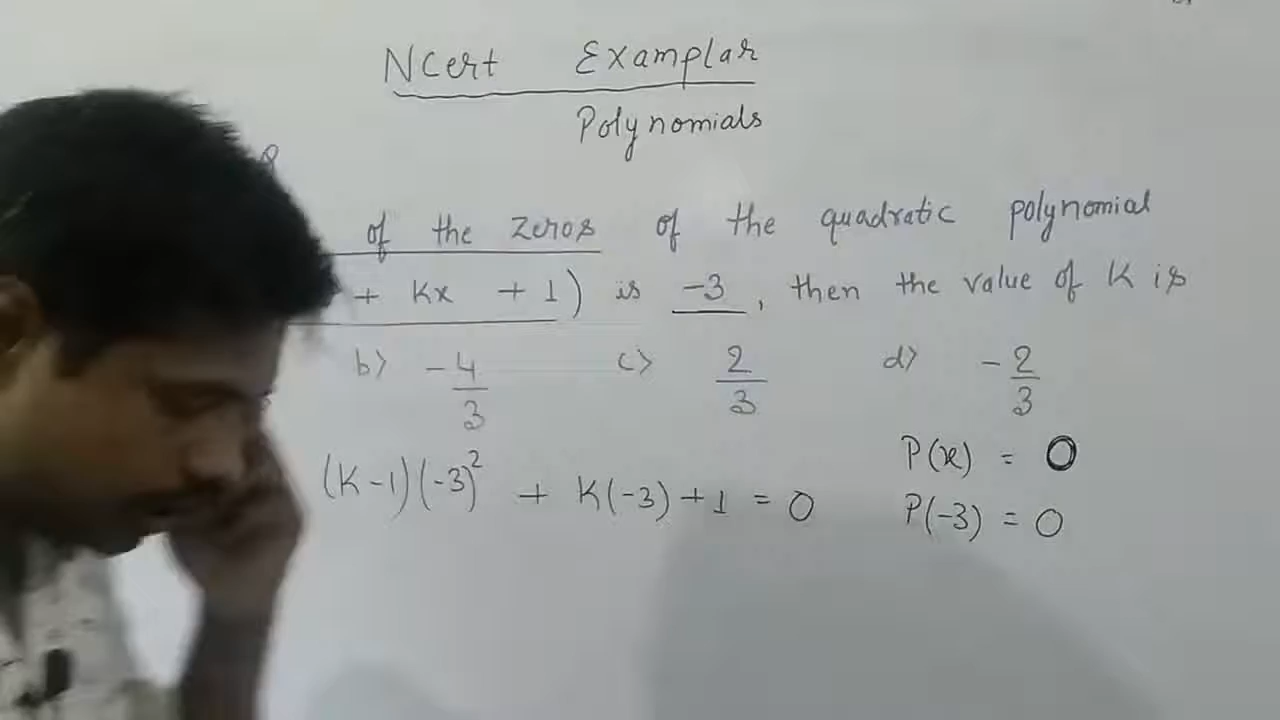 Ncert Examplar
Polynomials
of the zeros of the quadratic polynomial
+ Kx + 1) is -3, then the value of K is
b) -4/3 c) 2/3 d) -2/3
P(x) = 0
(K-1)(-3)² + K(-3) + 1 = 0
P(-3) = 0